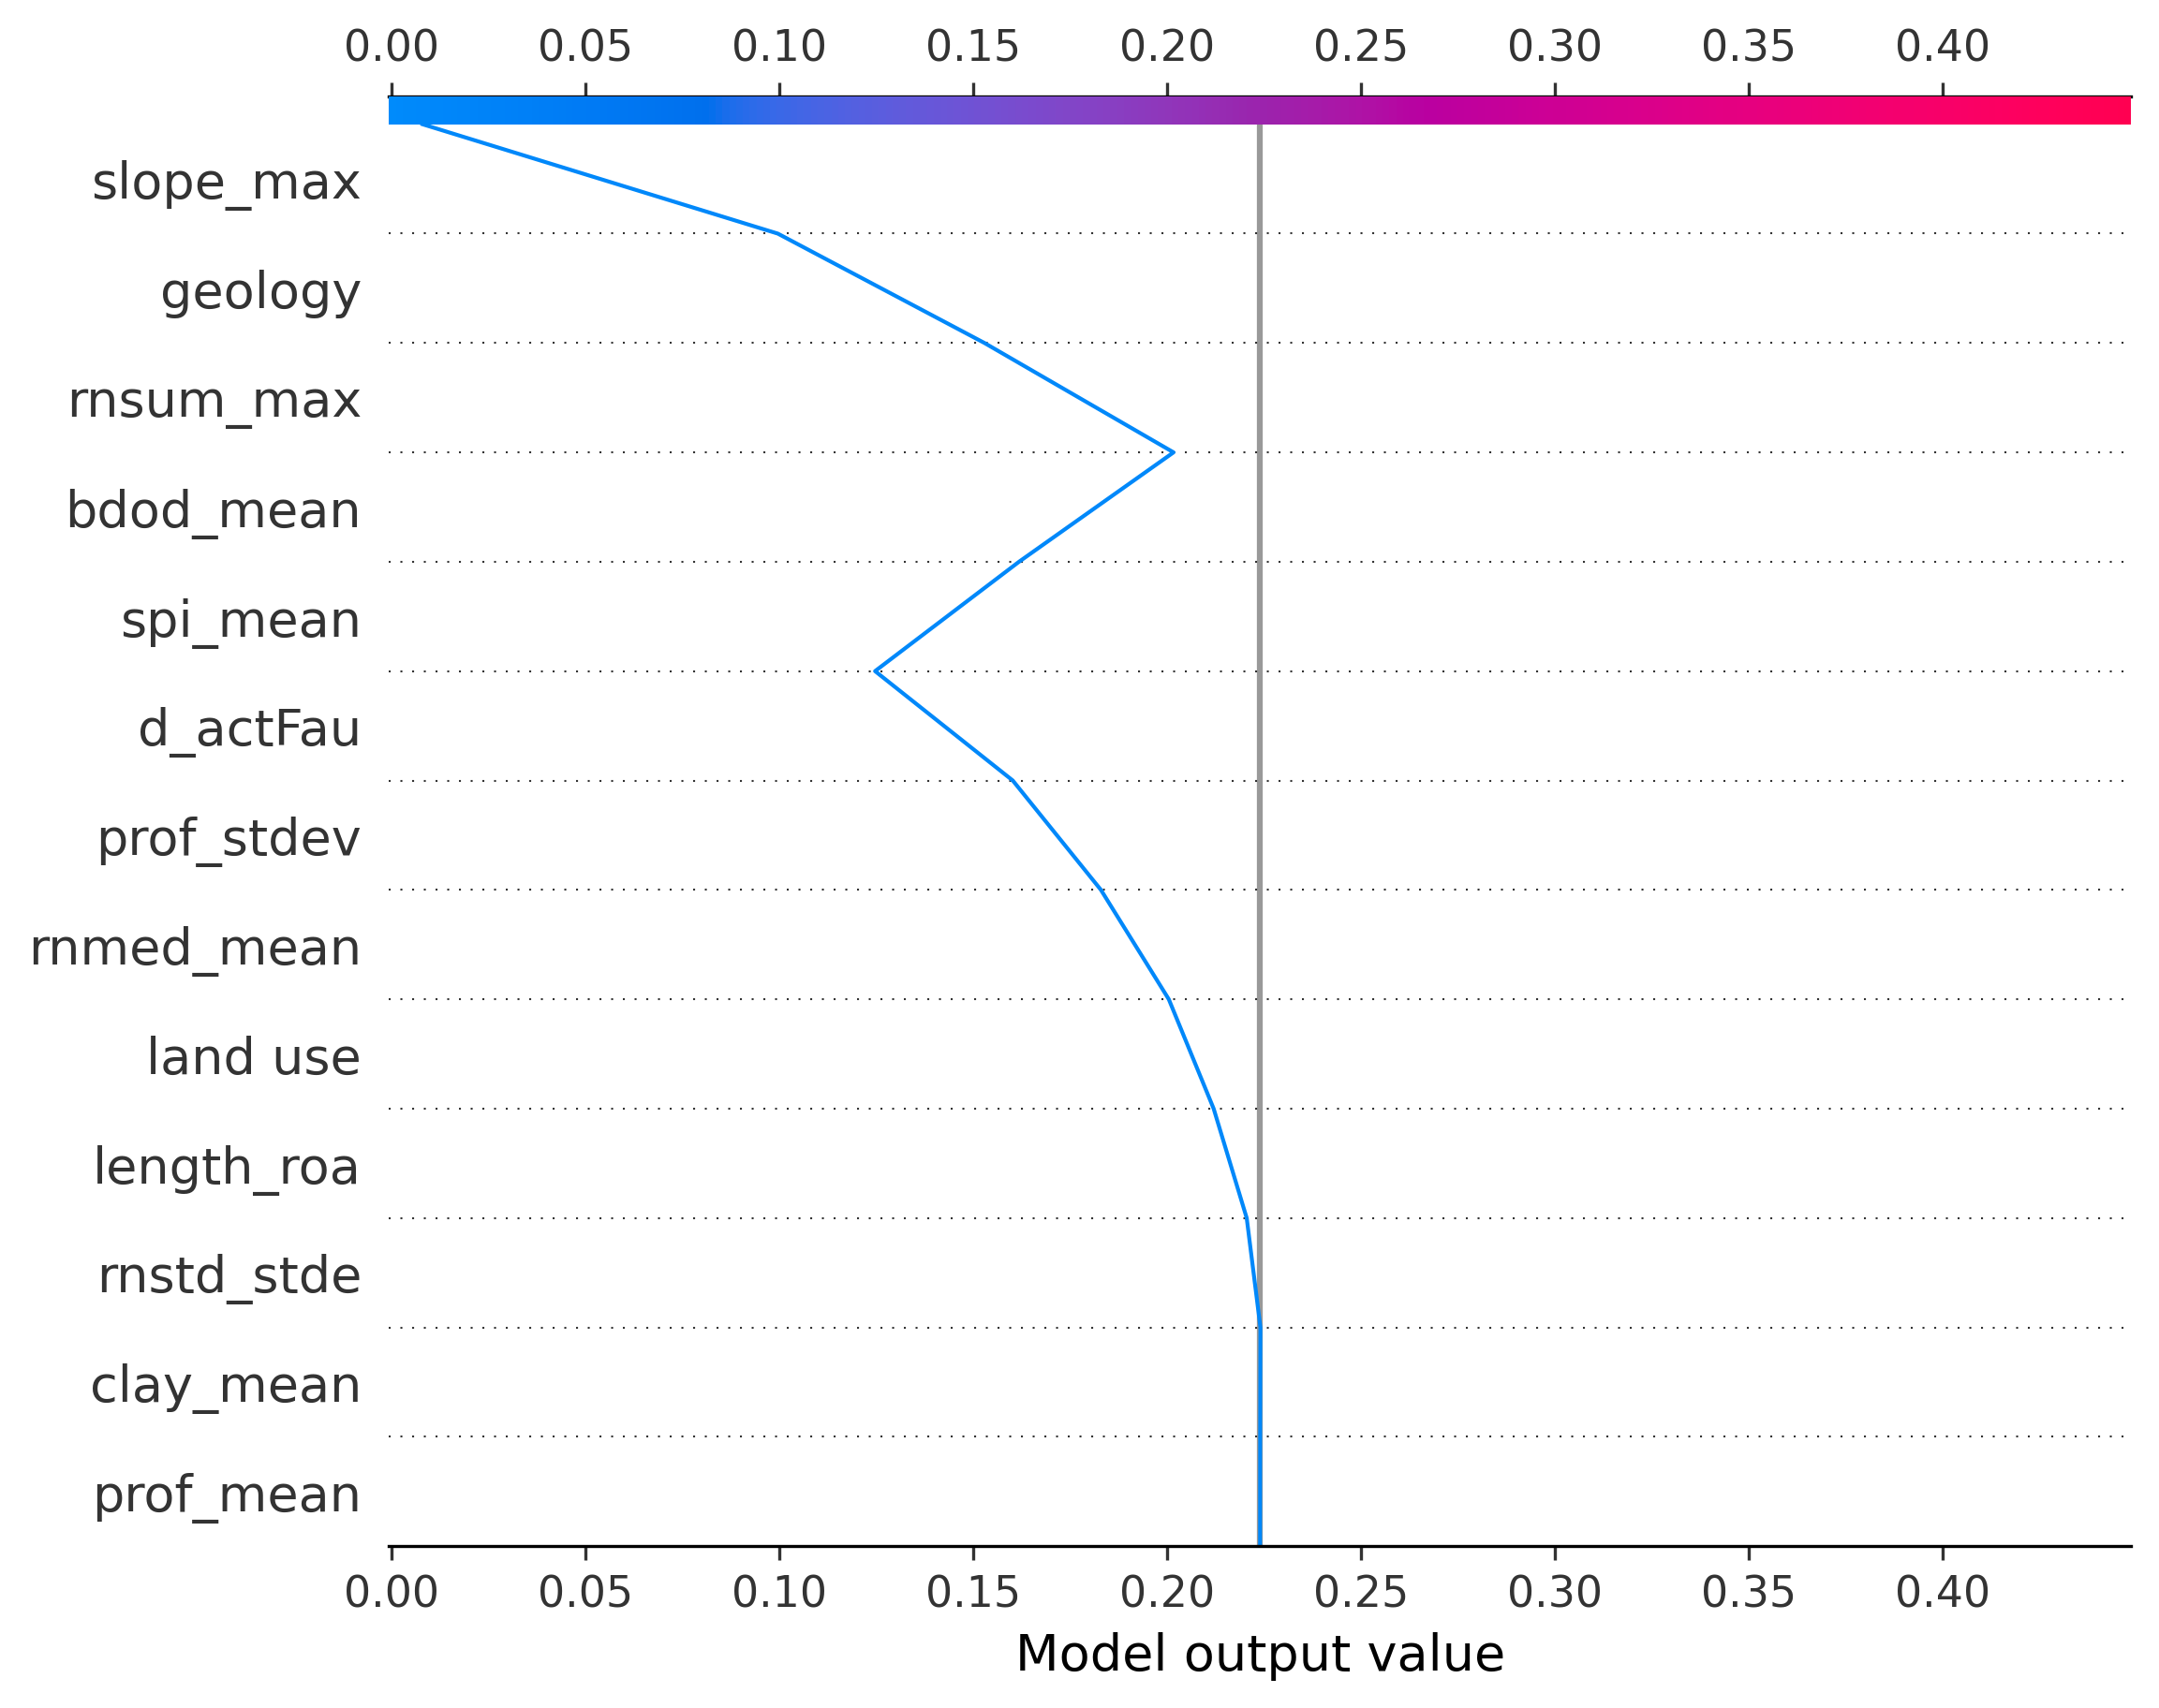 0.00 0.05 0.10 0.15 0.20 0.25 0.30 0.35 0.40
slope_max
geology
rnsum_max
bdod_mean
spi_mean
d_actFau
prof_stdev
rnmed_mean
land use
length_roa
rnstd_stde
clay_mean
prof_mean
0.00 0.05 0.10 0.15 0.20 0.25 0.30 0.35 0.40
Model output value